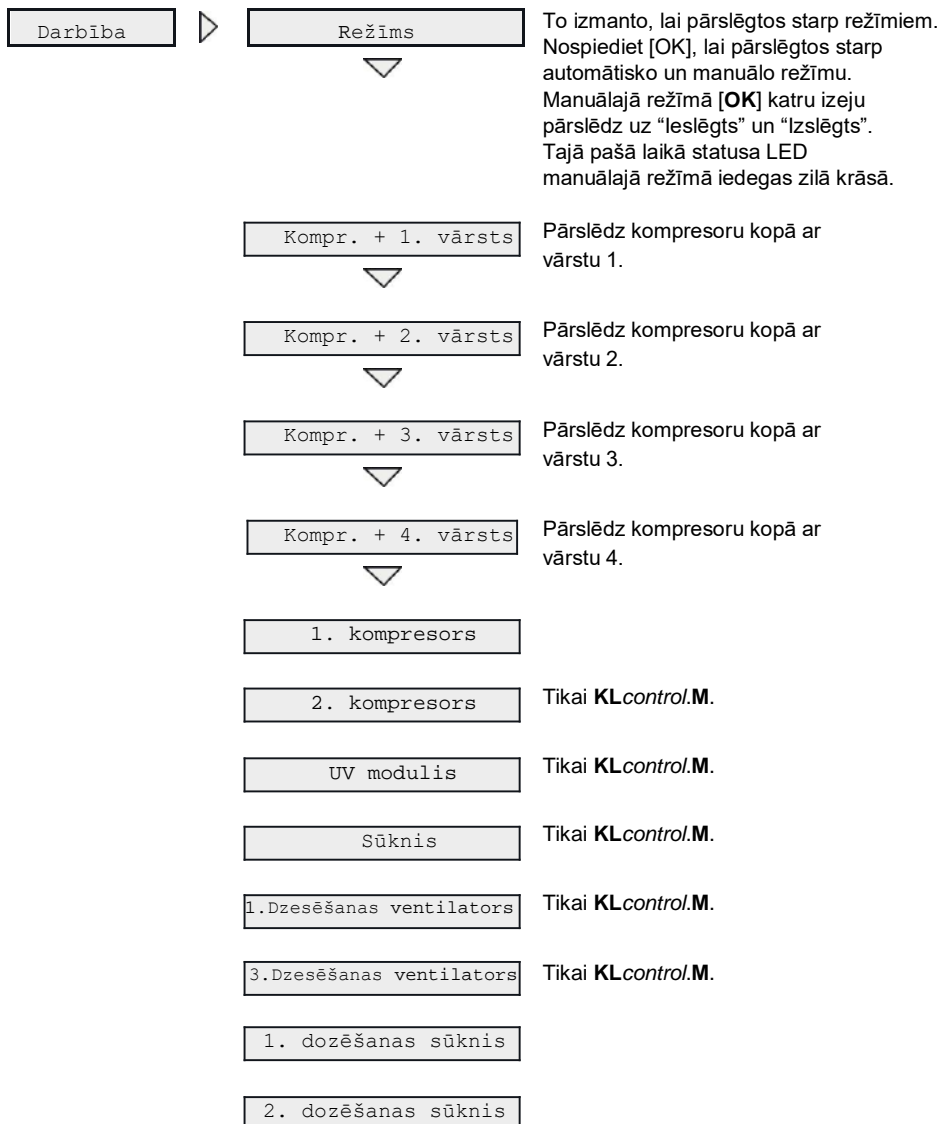 Darbība
Režīms
To izmanto, lai pārslēgtos starp režīmiem.
Nospiediet [OK], lai pārslēgtos starp
automātisko un manuālo režīmu.
Manuālajā režīmā [OK] katru izeju
pārslēdz uz “Ieslēgts” un “Izslēgts”.
Tajā pašā laikā statusa LED
manuālajā režīmā iedegas zilā krāsā.
Kompr. + 1. vārsts
Pārslēdz kompresoru kopā ar
vārstu 1.
Kompr. + 2. vārsts
Pārslēdz kompresoru kopā ar
vārstu 2.
Kompr. + 3. vārsts
Pārslēdz kompresoru kopā ar
vārstu 3.
Kompr. + 4. vārsts
Pārslēdz kompresoru kopā ar
vārstu 4.
1. kompresors
2. kompresors
Tikai KLcontrol.M.
UV modulis
Tikai KLcontrol.M.
Sūknis
Tikai KLcontrol.M.
1.Dzesēšanas ventilators
Tikai KLcontrol.M.
3.Dzesēšanas ventilators
Tikai KLcontrol.M.
1. dozēšanas sūknis
2. dozēšanas sūknis